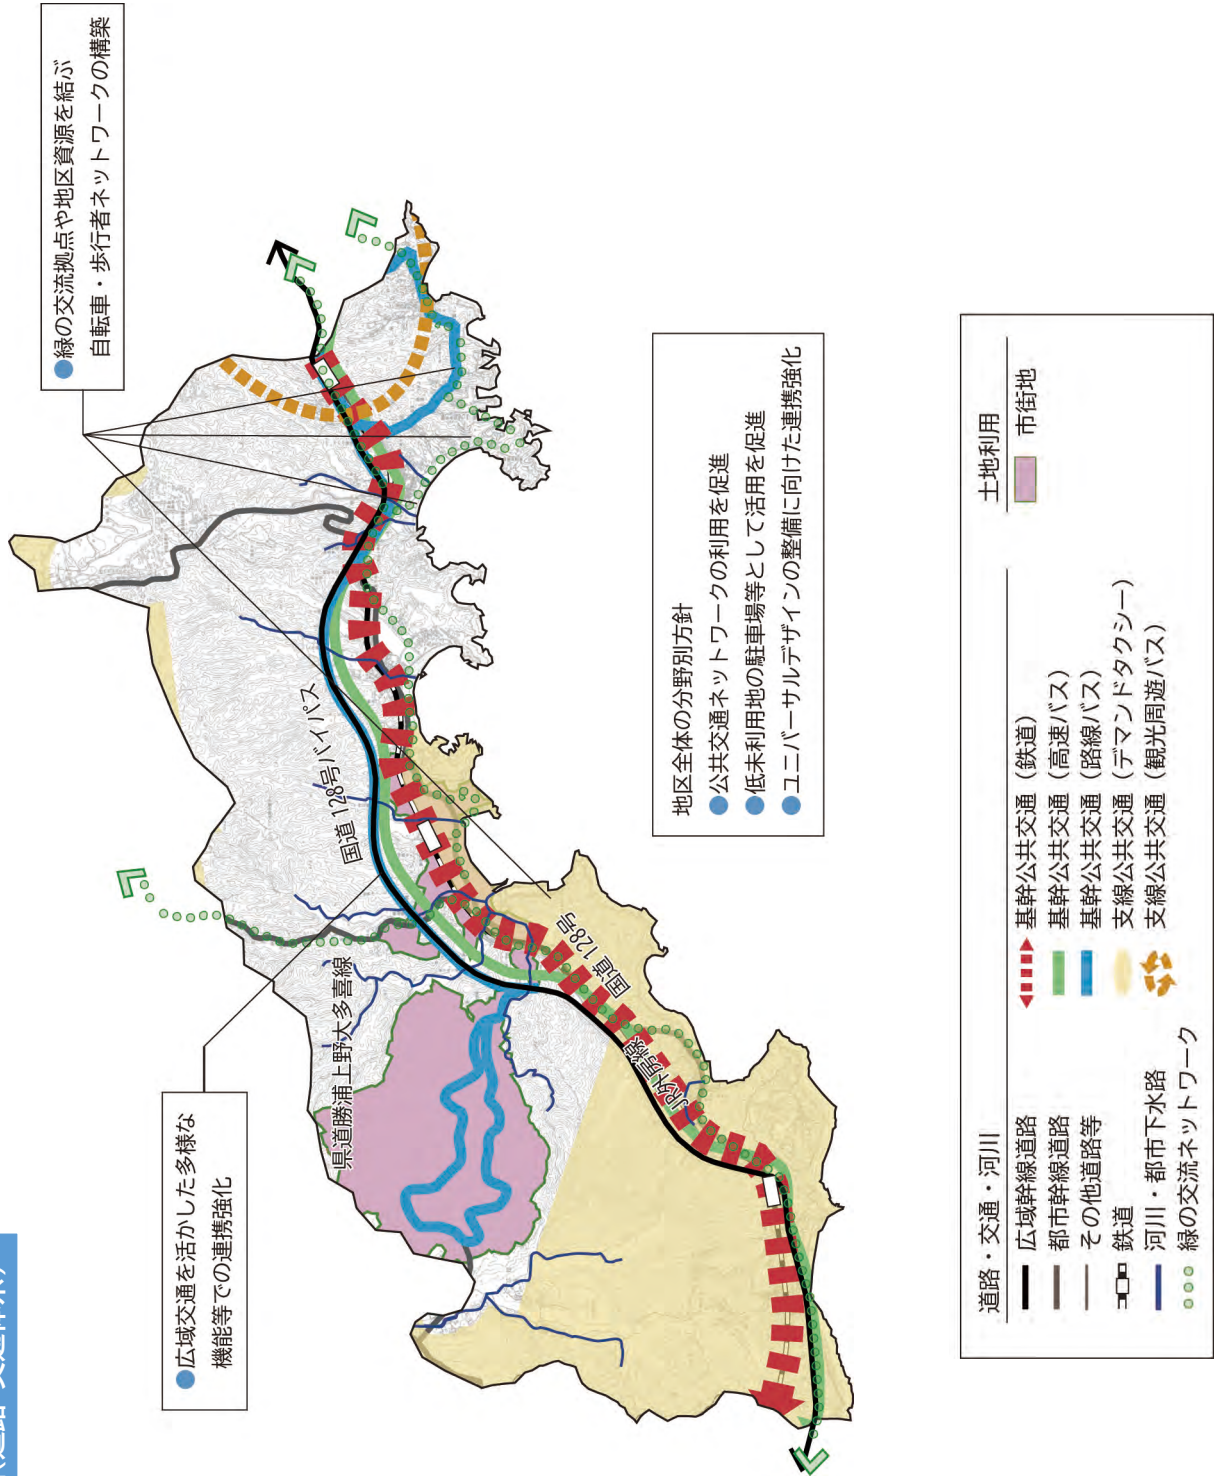 ●緑の交流拠点や地区資源を結ぶ
自転車・歩行者ネットワークの構築
国道128号バイパス
県道勝浦上野大多喜線
国道128号
JR外房線
●広域交通を活かした多様な
機能等での連携強化
地区全体の分野別方針
●公共交通ネットワークの利用を促進
●低未利用地の駐車場等として活用を促進
●ユニバーサルデザインの整備に向けた連携強化
道路・交通・河川
広域幹線道路
都市幹線道路
その他道路等
鉄道
河川・都市下水路
緑の交流ネットワーク
基幹公共交通（鉄道）
基幹公共交通（高速バス）
基幹公共交通（路線バス）
支線公共交通（デマンドタクシー）
支線公共交通（観光周遊バス）
土地利用
市街地